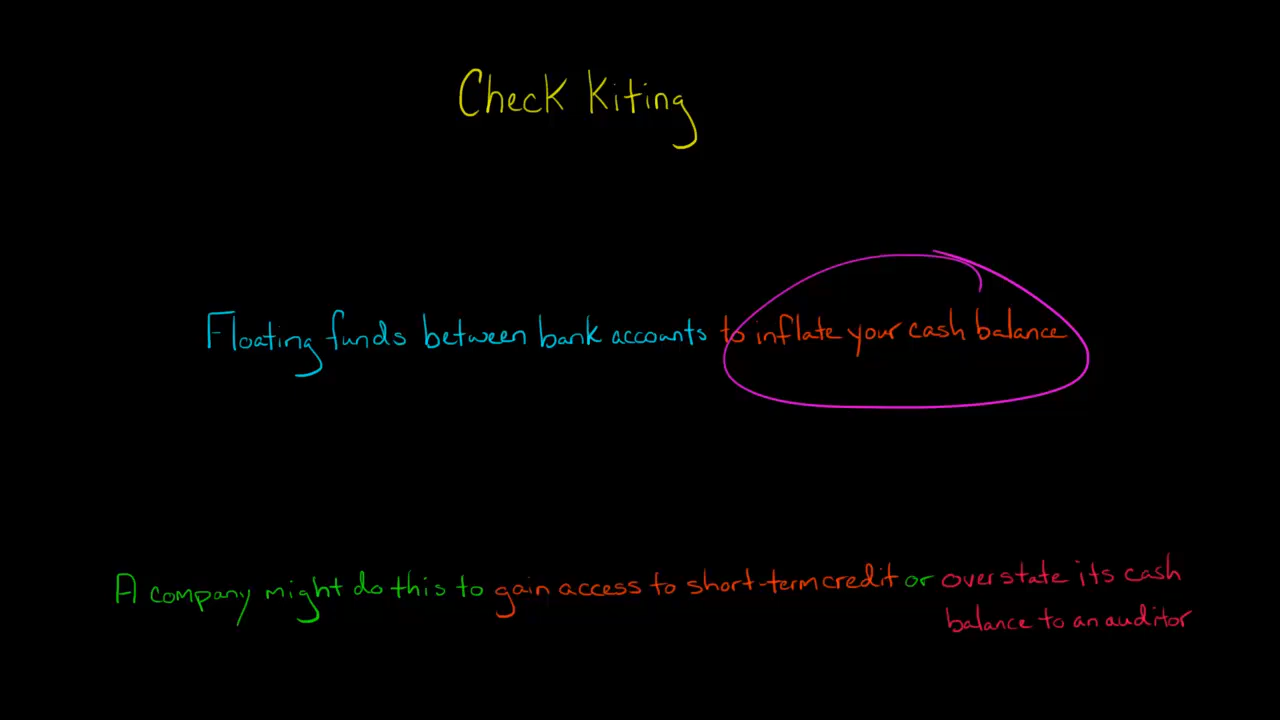 Check Kiting
Floating funds between bank accounts to inflate your cash balance
A company might do this to gain access to short-term credit or overstate its cash
balance to an auditor